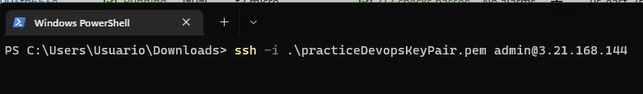 Windows PowerShell
PS C:\Users\Usuario\Downloads> ssh -i .\practiceDevopsKeyPair.pem admin@3.21.168.144